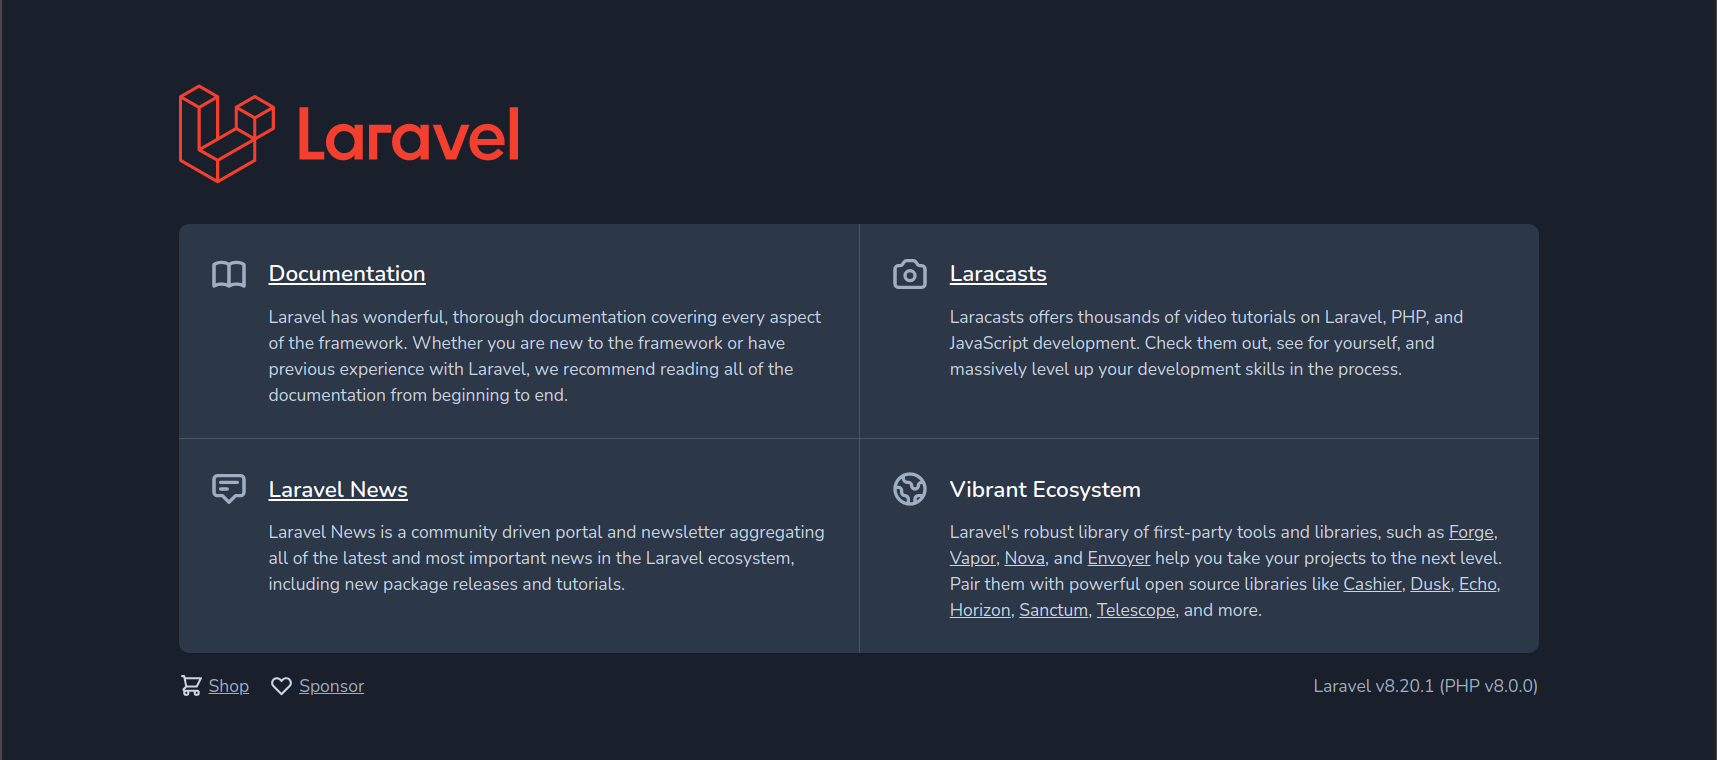 Laravel
Documentation
Laravel has wonderful, thorough documentation covering every aspect
of the framework. Whether you are new to the framework or have
previous experience with Laravel, we recommend reading all of the
documentation from beginning to end.
Laracasts
Laracasts offers thousands of video tutorials on Laravel, PHP, and
JavaScript development. Check them out, see for yourself, and
massively level up your development skills in the process.
Laravel News
Laravel News is a community driven portal and newsletter aggregating
all of the latest and most important news in the Laravel ecosystem,
including new package releases and tutorials.
Vibrant Ecosystem
Laravel's robust library of first-party tools and libraries, such as Forge,
Vapor, Nova, and Envoyer help you take your projects to the next level.
Pair them with powerful open source libraries like Cashier, Dusk, Echo,
Horizon, Sanctum, Telescope, and more.
Shop Sponsor
Laravel v8.20.1 (PHP v8.0.0)